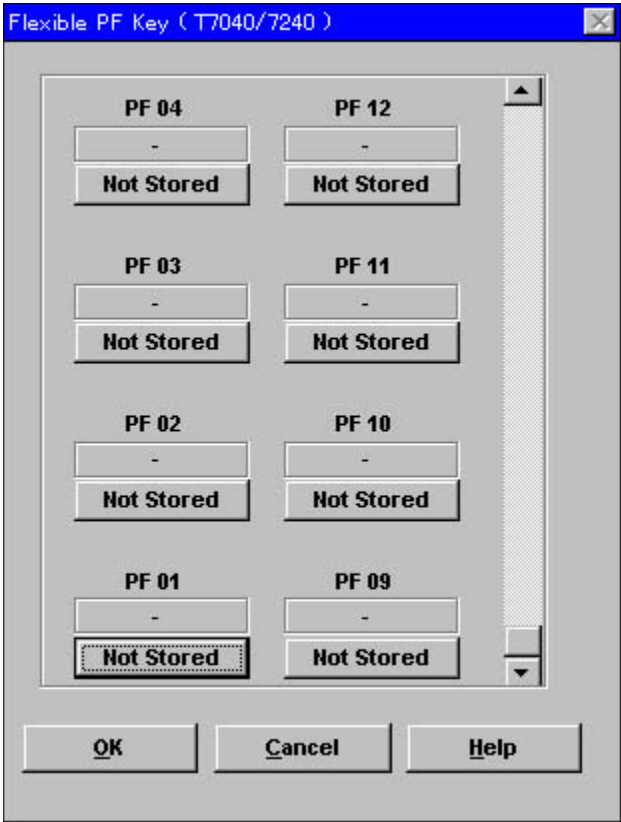 Flexible PF Key ( T7040/7240 )
PF 04 PF 12
- -
Not Stored Not Stored
PF 03 PF 11
- -
Not Stored Not Stored
PF 02 PF 10
- -
Not Stored Not Stored
PF 01 PF 09
- -
Not Stored Not Stored
OK Cancel Help